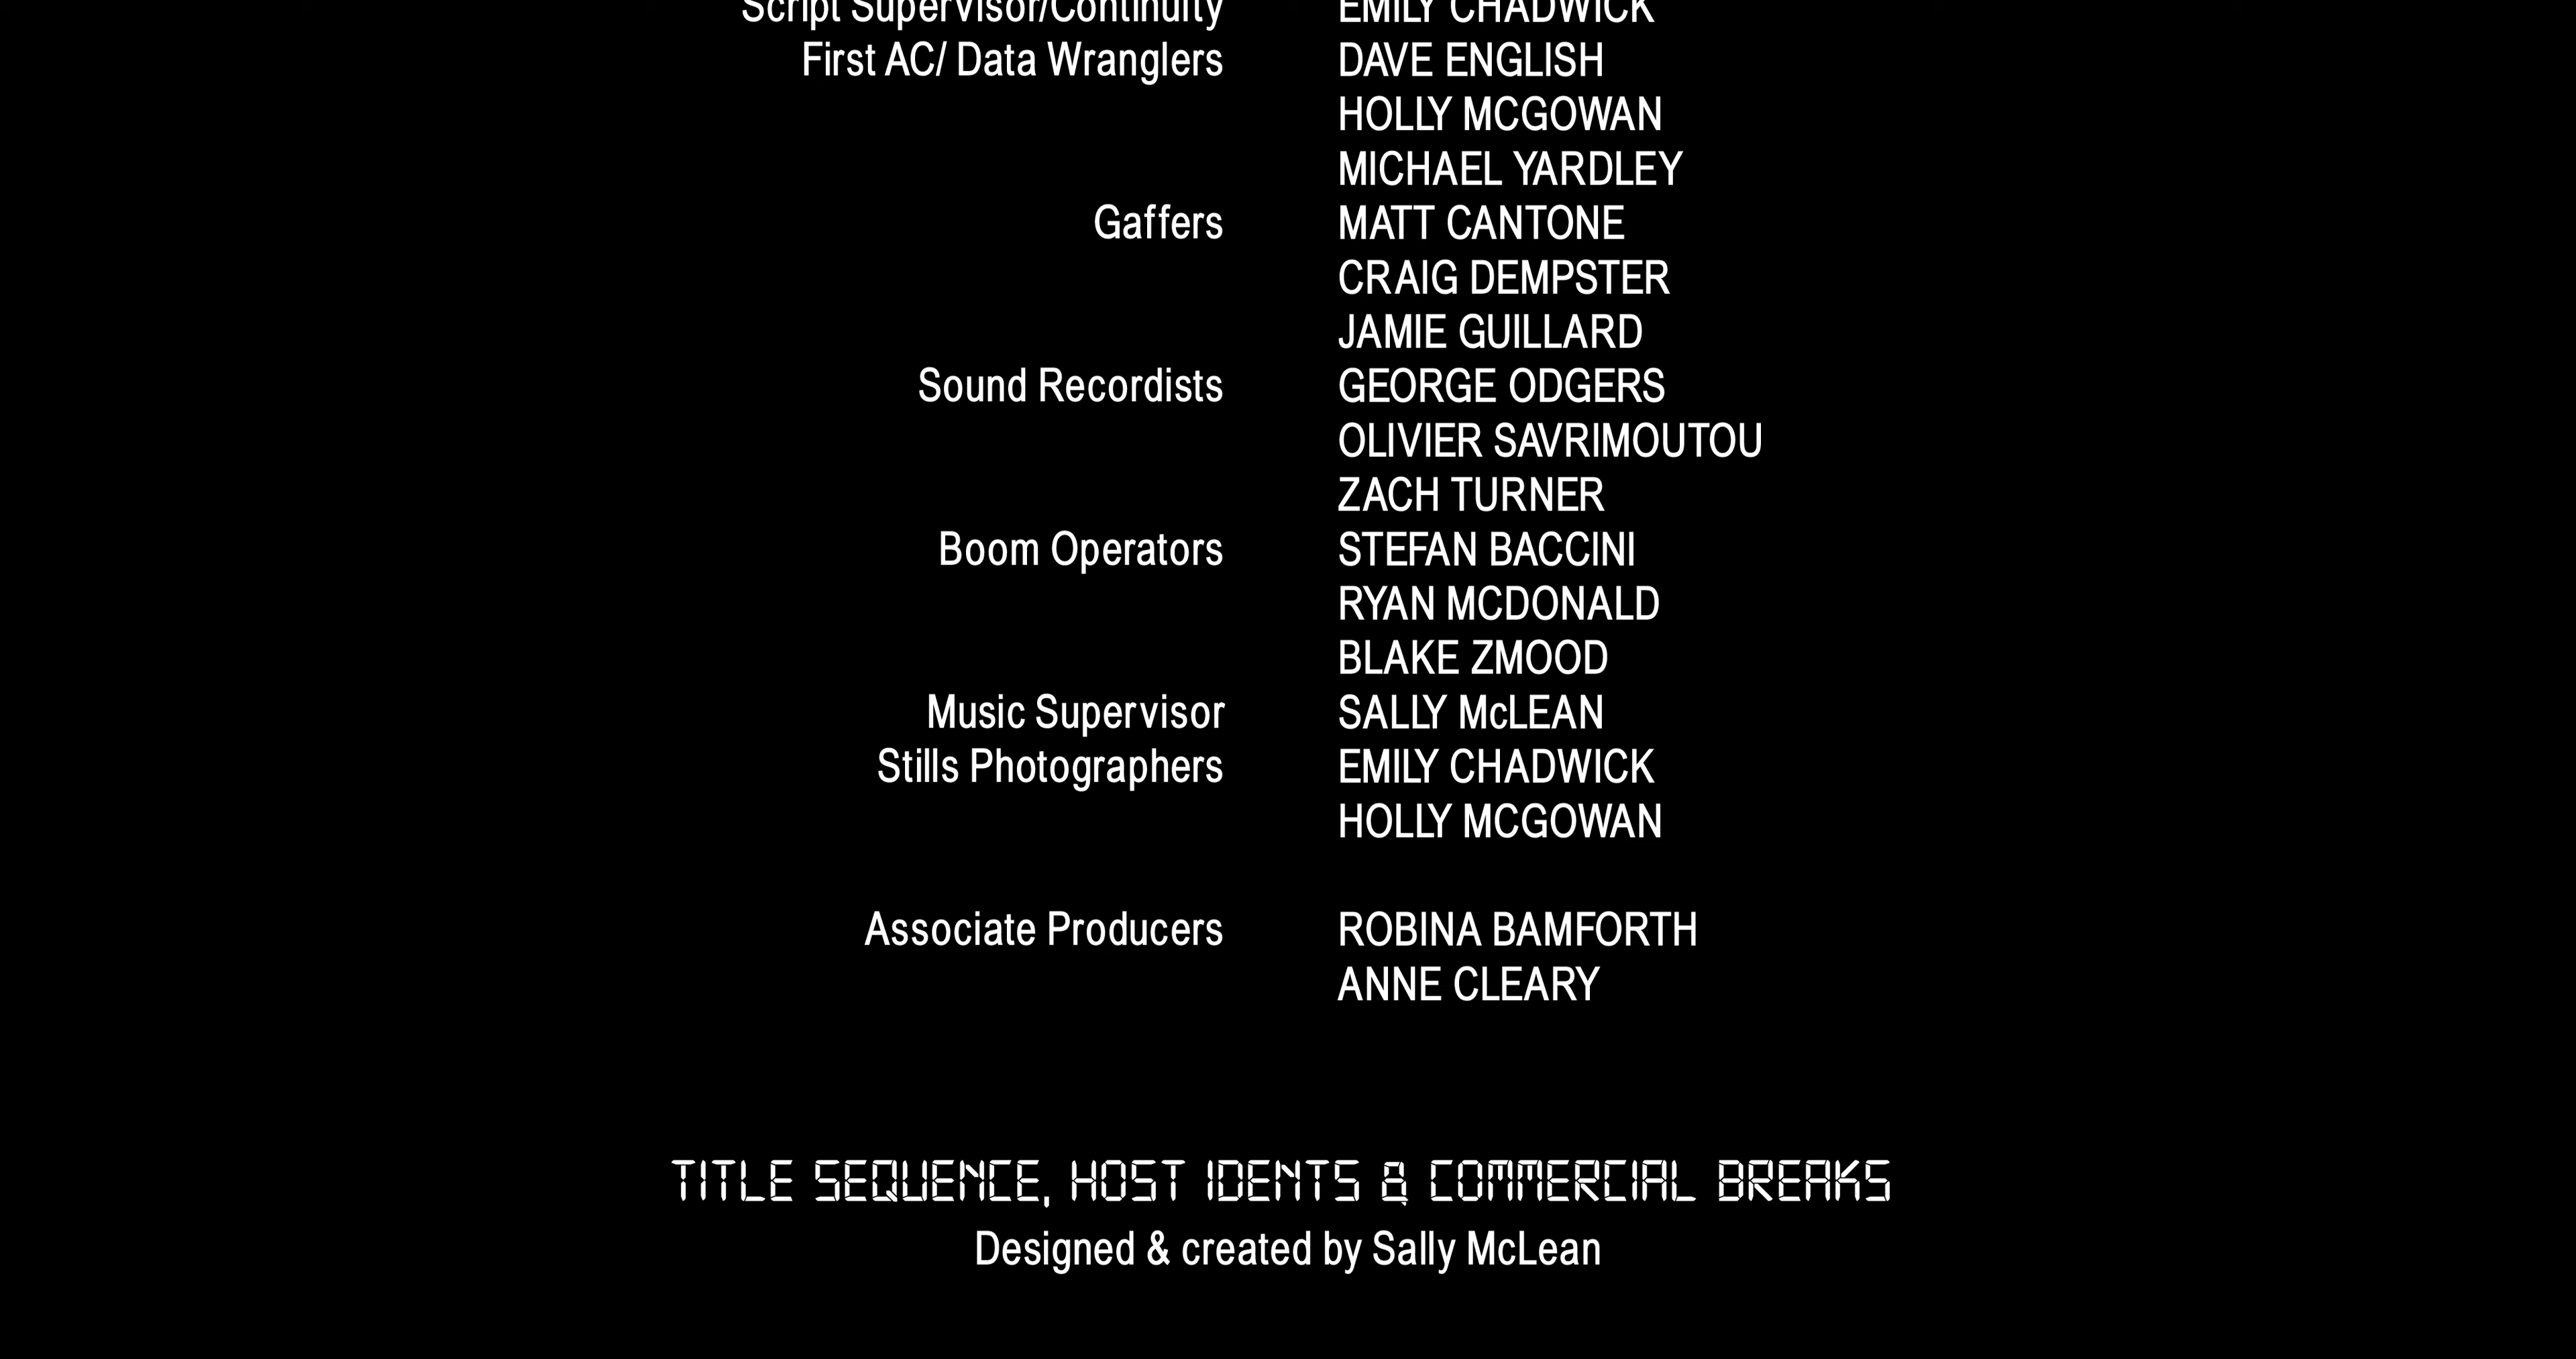 Script Supervisor/Continuity EMILY CHADWICK
First AC/ Data Wranglers DAVE ENGLISH
HOLLY MCGOWAN
MICHAEL YARDLEY
Gaffers MATT CANTONE
CRAIG DEMPSTER
JAMIE GUILLARD
Sound Recordists GEORGE ODGERS
OLIVIER SAVRIMOUTOU
ZACH TURNER
Boom Operators STEFAN BACCINI
RYAN MCDONALD
BLAKE ZMOOD
Music Supervisor SALLY McLEAN
Stills Photographers EMILY CHADWICK
HOLLY MCGOWAN
Associate Producers ROBINA BAMFORTH
ANNE CLEARY
TITLE SEQUENCE, HOST IDENTS & COMMERCIAL BREAKS
Designed & created by Sally McLean